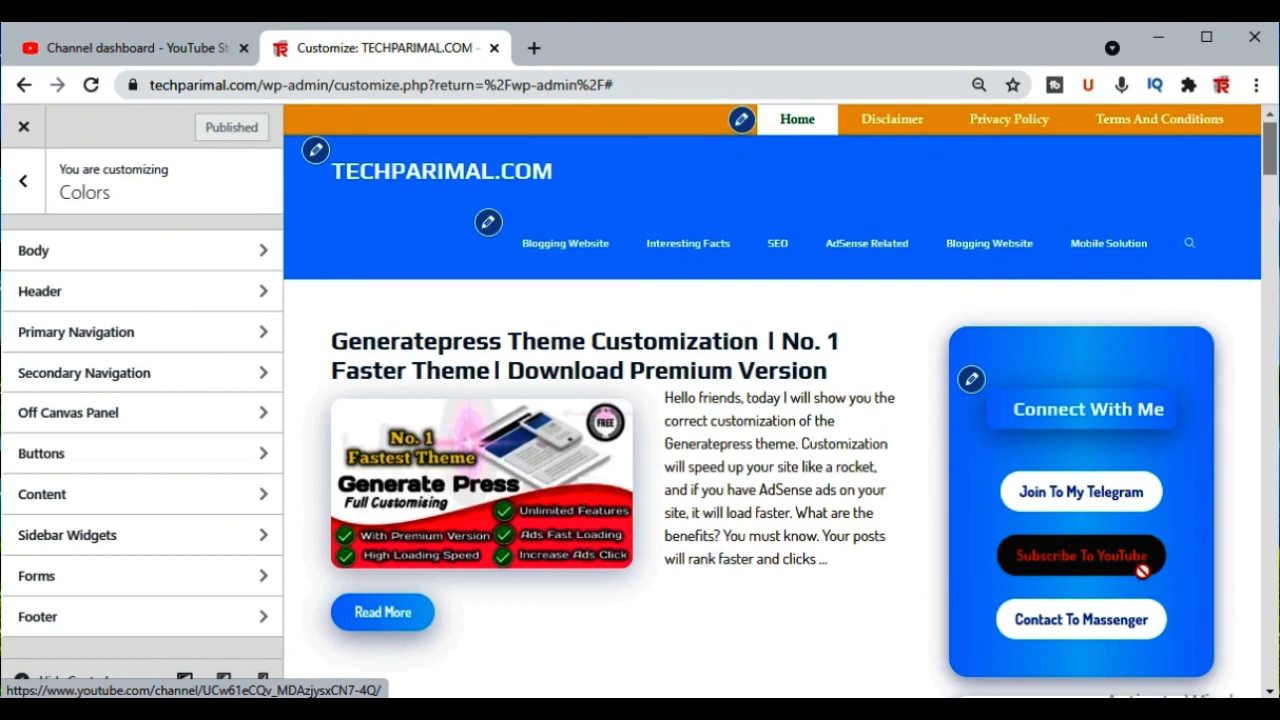 Channel dashboard - YouTube St
Customize: TECHPARIMAL.COM -
techparimal.com/wp-admin/customize.php?return=%2Fwp-admin%2F#
Published
You are customizing
Colors
Body
Header
Primary Navigation
Secondary Navigation
Off Canvas Panel
Buttons
Content
Sidebar Widgets
Forms
Footer
https://www.youtube.com/channel/UCw61eCQv_MDAzjysxCN7-4Q/
Home Disclaimer Privacy Policy Terms And Conditions
TECHPARIMAL.COM
Blogging Website Interesting Facts SEO AdSense Related Blogging Website Mobile Solution
Generatepress Theme Customization | No. 1
Faster Theme| Download Premium Version
No. 1
Fastest Theme
Generate Press
Full Customising
FREE
Unlimited Features
With Premium Version
Ads Fast Loading
High Loading Speed
Increase Ads Click
Hello friends, today I will show you the
correct customization of the
Generatepress theme. Customization
will speed up your site like a rocket,
and if you have AdSense ads on your
site, it will load faster. What are the
benefits? You must know. Your posts
will rank faster and clicks ...
Read More
Connect With Me
Join To My Telegram
Subscribe To YouTube
Contact To Massenger